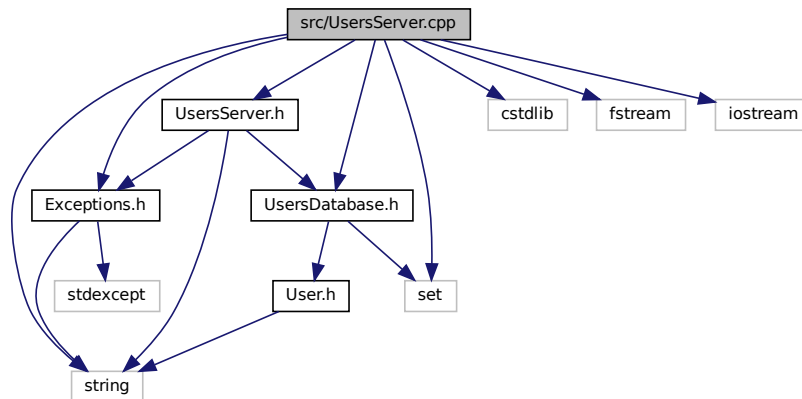 src/UsersServer.cpp
UsersServer.h
cstdlib
fstream
iostream
Exceptions.h
UsersDatabase.h
stdexcept
User.h
set
string